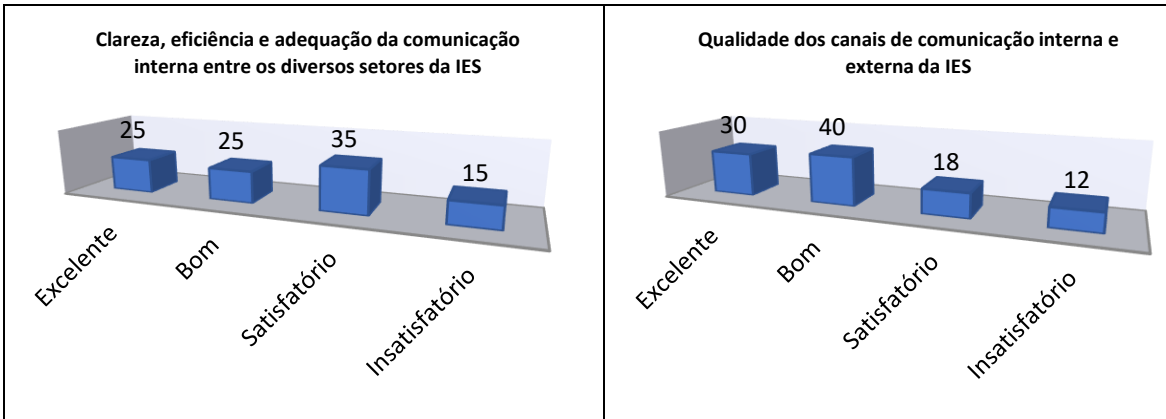 Clareza, eficiência e adequação da comunicação
interna entre os diversos setores da IES
25
25
35
15
Excelente
Bom
Satisfatório
Insatisfatório
Qualidade dos canais de comunicação interna e
externa da IES
30
40
18
12
Excelente
Bom
Satisfatório
Insatisfatório